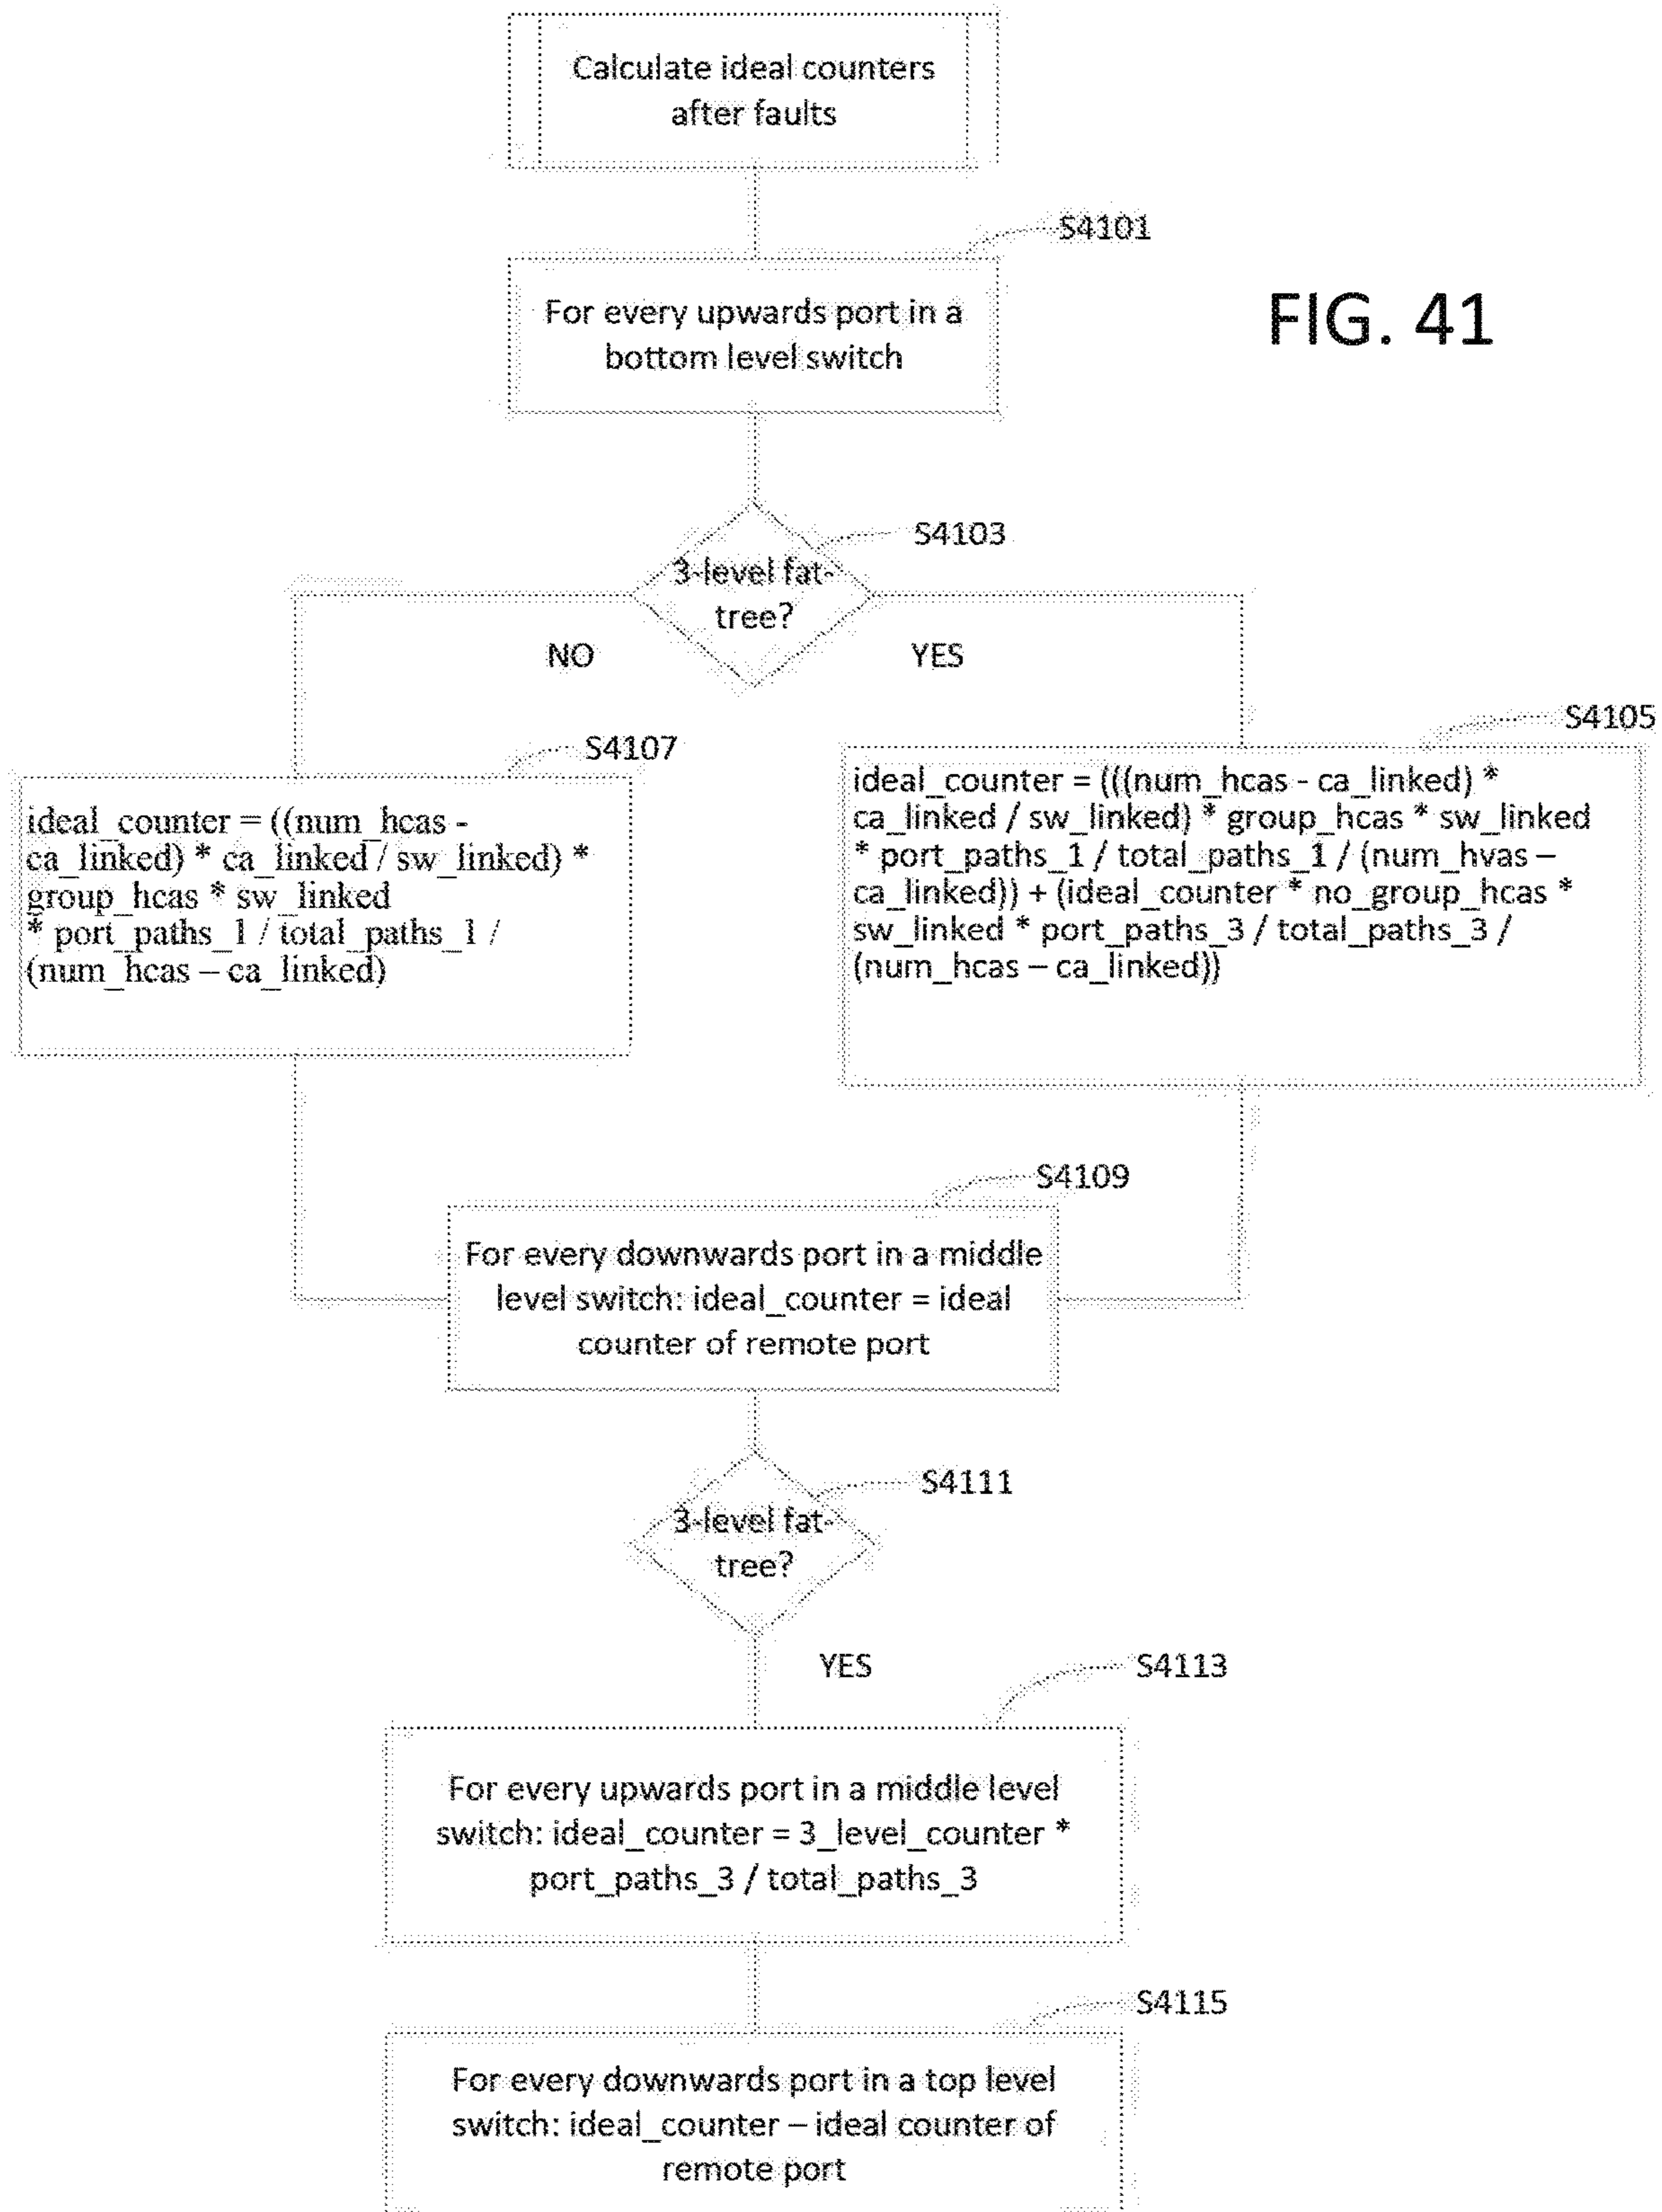 Calculate ideal counters
after faults
S4101
For every upwards port in a
bottom level switch
FIG. 41
S4103
3-level fat-
tree?
NO
YES
S4107
ideal_counter = ((num_hcas -
ca_linked) * ca_linked / sw_linked) *
group_hcas * sw_linked
* port_paths_1 / total_paths_1 /
(num_hcas – ca_linked)
S4105
ideal_counter = (((num_hcas - ca_linked) *
ca_linked / sw_linked) * group_hcas * sw_linked
* port_paths_1 / total_paths_1 / (num_hvas –
ca_linked)) + (ideal_counter * no_group_hcas *
sw_linked * port_paths_3 / total_paths_3 /
(num_hcas – ca_linked))
S4109
For every downwards port in a middle
level switch: ideal_counter = ideal
counter of remote port
S4111
3-level fat-
tree?
YES
S4113
For every upwards port in a middle level
switch: ideal_counter = 3_level_counter *
port_paths_3 / total_paths_3
S4115
For every downwards port in a top level
switch: ideal_counter – ideal counter of
remote port